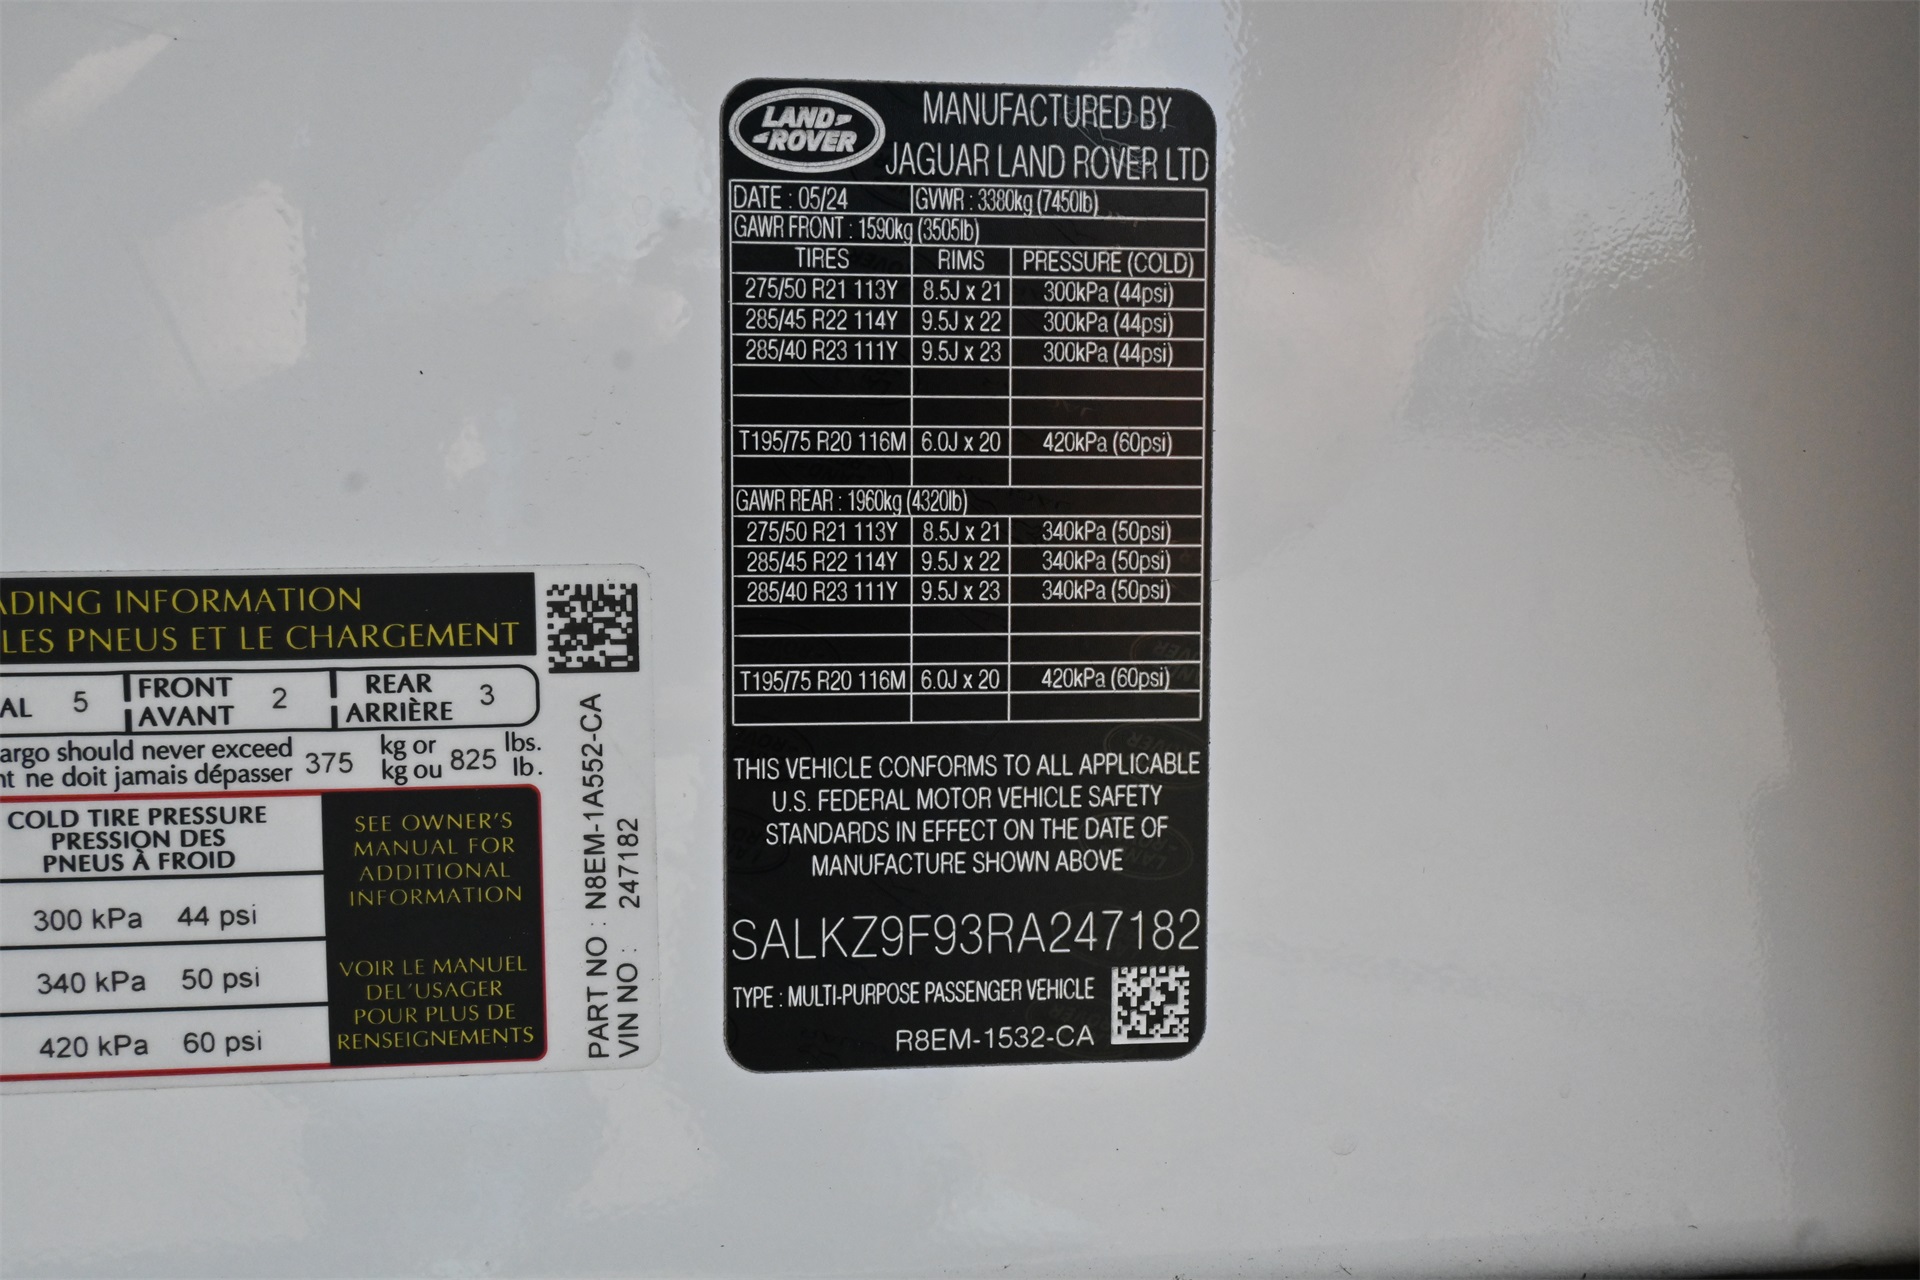 LAND
ROVER
MANUFACTURED BY
JAGUAR LAND ROVER LTD
DATE : 05/24 GVWR : 3380kg (7450lb)
GAWR FRONT : 1590kg (3505lb)
TIRES RIMS PRESSURE (COLD)
275/50 R21 113Y 8.5J x 21 300kPa (44psi)
285/45 R22 114Y 9.5J x 22 300kPa (44psi)
285/40 R23 111Y 9.5J x 23 300kPa (44psi)
T195/75 R20 116M 6.0J x 20 420kPa (60psi)
GAWR REAR : 1960kg (4320lb)
275/50 R21 113Y 8.5J x 21 340kPa (50psi)
285/45 R22 114Y 9.5J x 22 340kPa (50psi)
285/40 R23 111Y 9.5J x 23 340kPa (50psi)
T195/75 R20 116M 6.0J x 20 420kPa (60psi)
THIS VEHICLE CONFORMS TO ALL APPLICABLE
U.S. FEDERAL MOTOR VEHICLE SAFETY
STANDARDS IN EFFECT ON THE DATE OF
MANUFACTURE SHOWN ABOVE
SALKZ9F93RA247182
TYPE : MULTI-PURPOSE PASSENGER VEHICLE
R8EM-1532-CA
ADING INFORMATION
LES PNEUS ET LE CHARGEMENT
AL 5 FRONT 2 REAR 3
AVANT ARRIÈRE
argo should never exceed 375 kg or 825 lbs.
nt ne doit jamais dépasser kg ou lb.
COLD TIRE PRESSURE
PRESSION DES
PNEUS À FROID
300 kPa 44 psi
340 kPa 50 psi
420 kPa 60 psi
SEE OWNER'S
MANUAL FOR
ADDITIONAL
INFORMATION
VOIR LE MANUEL
DEL'USAGER
POUR PLUS DE
RENSEIGNEMENTS
PART NO : N8EM-1A552-CA
VIN NO : 247182